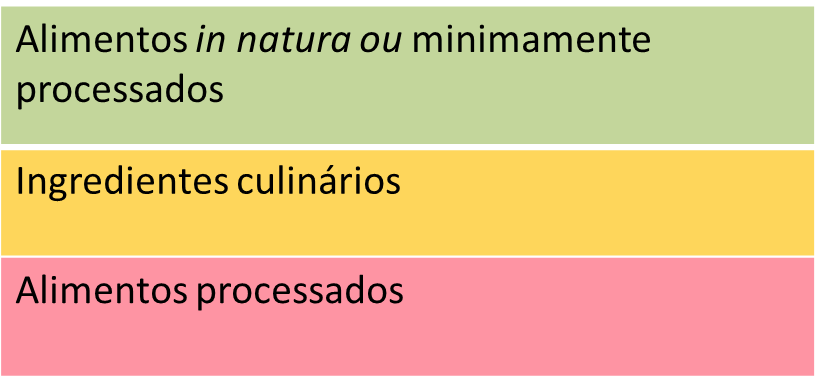 Alimentos in natura ou minimamente
processados
Ingredientes culinários
Alimentos processados